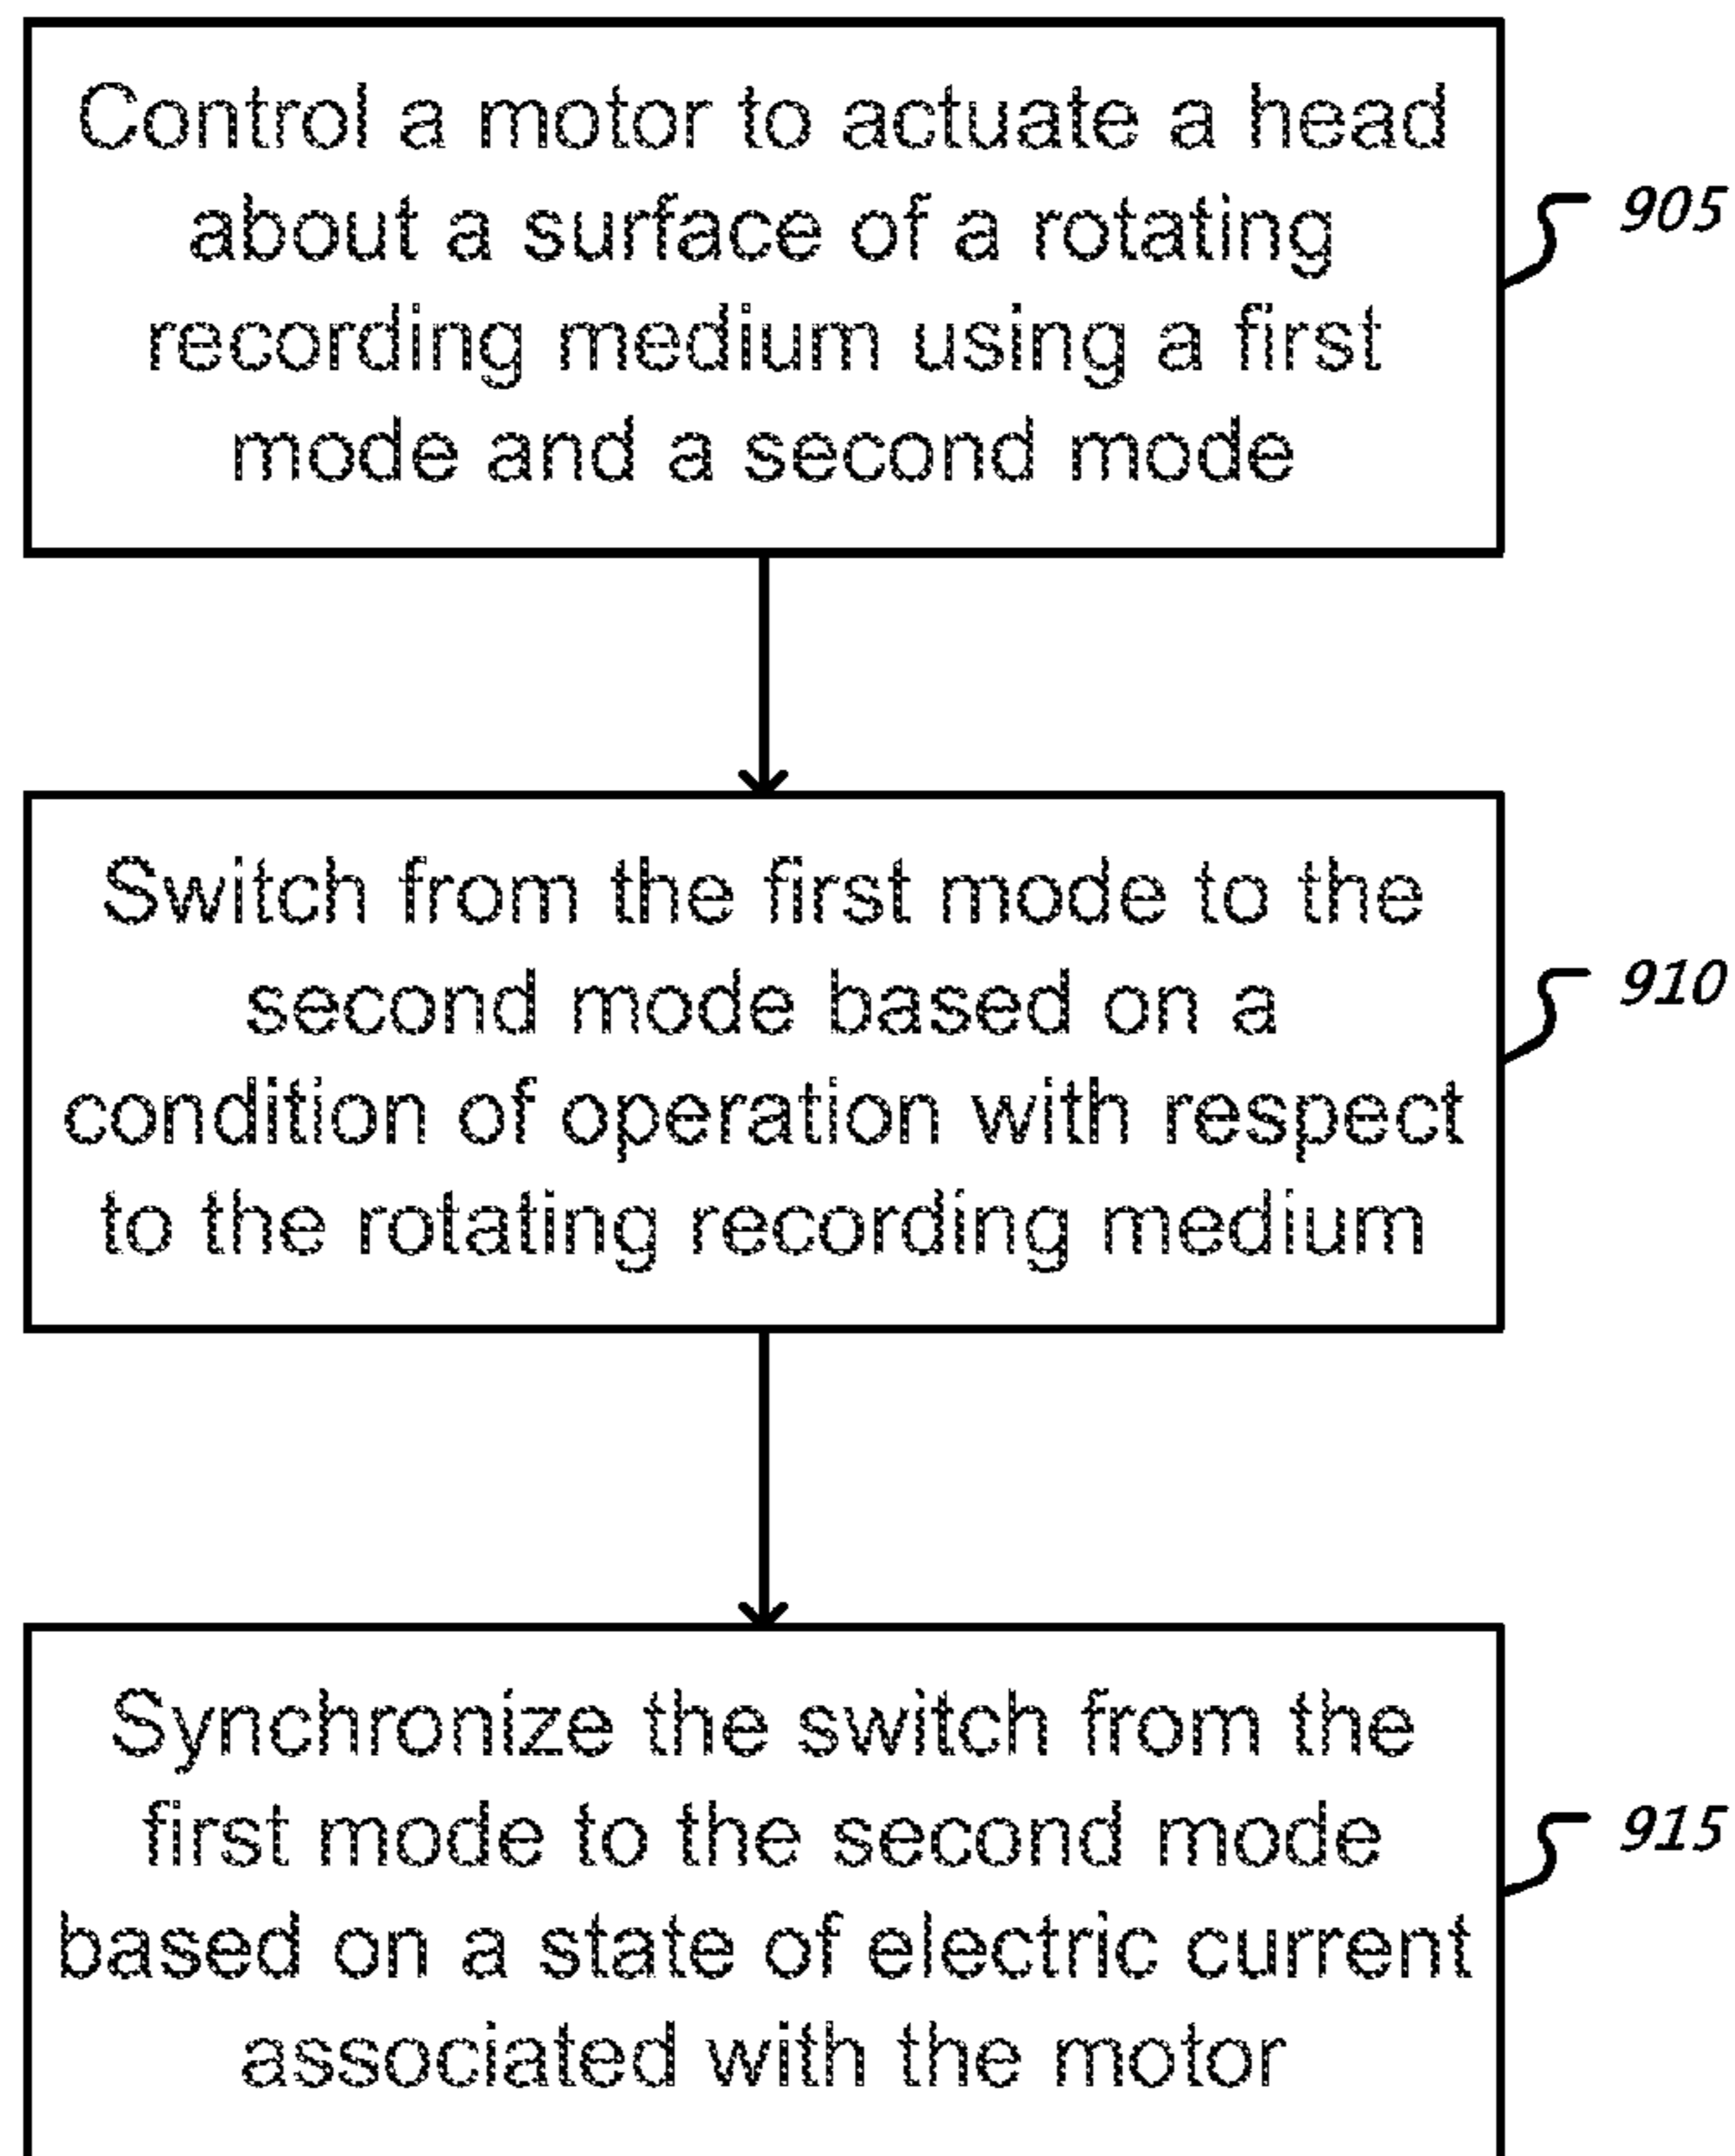 Control a motor to actuate a head
about a surface of a rotating
recording medium using a first
mode and a second mode
905
Switch from the first mode to the
second mode based on a
condition of operation with respect
to the rotating recording medium
910
Synchronize the switch from the
first mode to the second mode
based on a state of electric current
associated with the motor
915